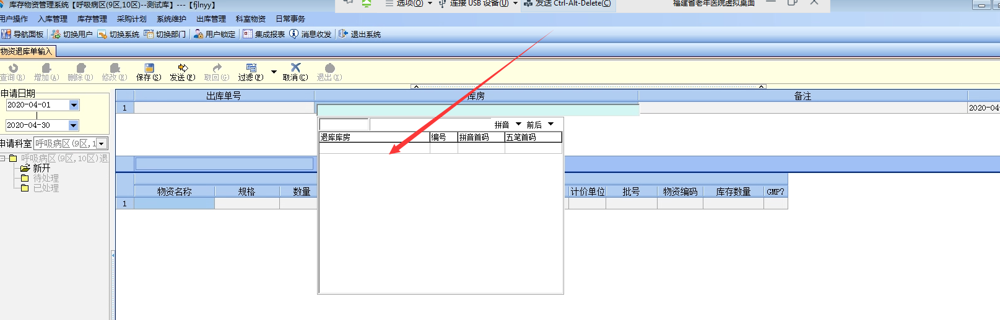 库存物资管理系统【呼吸病区(9区,10区)--测试库】---【fjlnyy】
选项(O) 连接 USB 设备(U) 发送 Ctrl-Alt-Delete(C) 福建省老年医院虚拟桌面
用户操作 入库管理 库存管理 采购计划 系统维护 出库管理 科室物资 日常事务
导航面板 切换用户 切换系统 切换部门 用户锁定 集成报表 消息收发 退出系统
物资退库单输入
查询(R) 增加(A) 删除(D) 修改(E) 保存(S) 发送(F) 取回(G) 过滤(F) 取消(C) 退出(X)
申请日期
2020-04-01
2020-04-30
申请科室 呼吸病区(9区,1
呼吸病区(9区,10区)退
新开
待处理
已处理
出库单号 库房 备注
1 2020-04-
拼音 前后
退库库房 编号 拼音首码 五笔首码
物资名称 规格 数量 计价单位 批号 物资编码 库存数量 GMP?
1